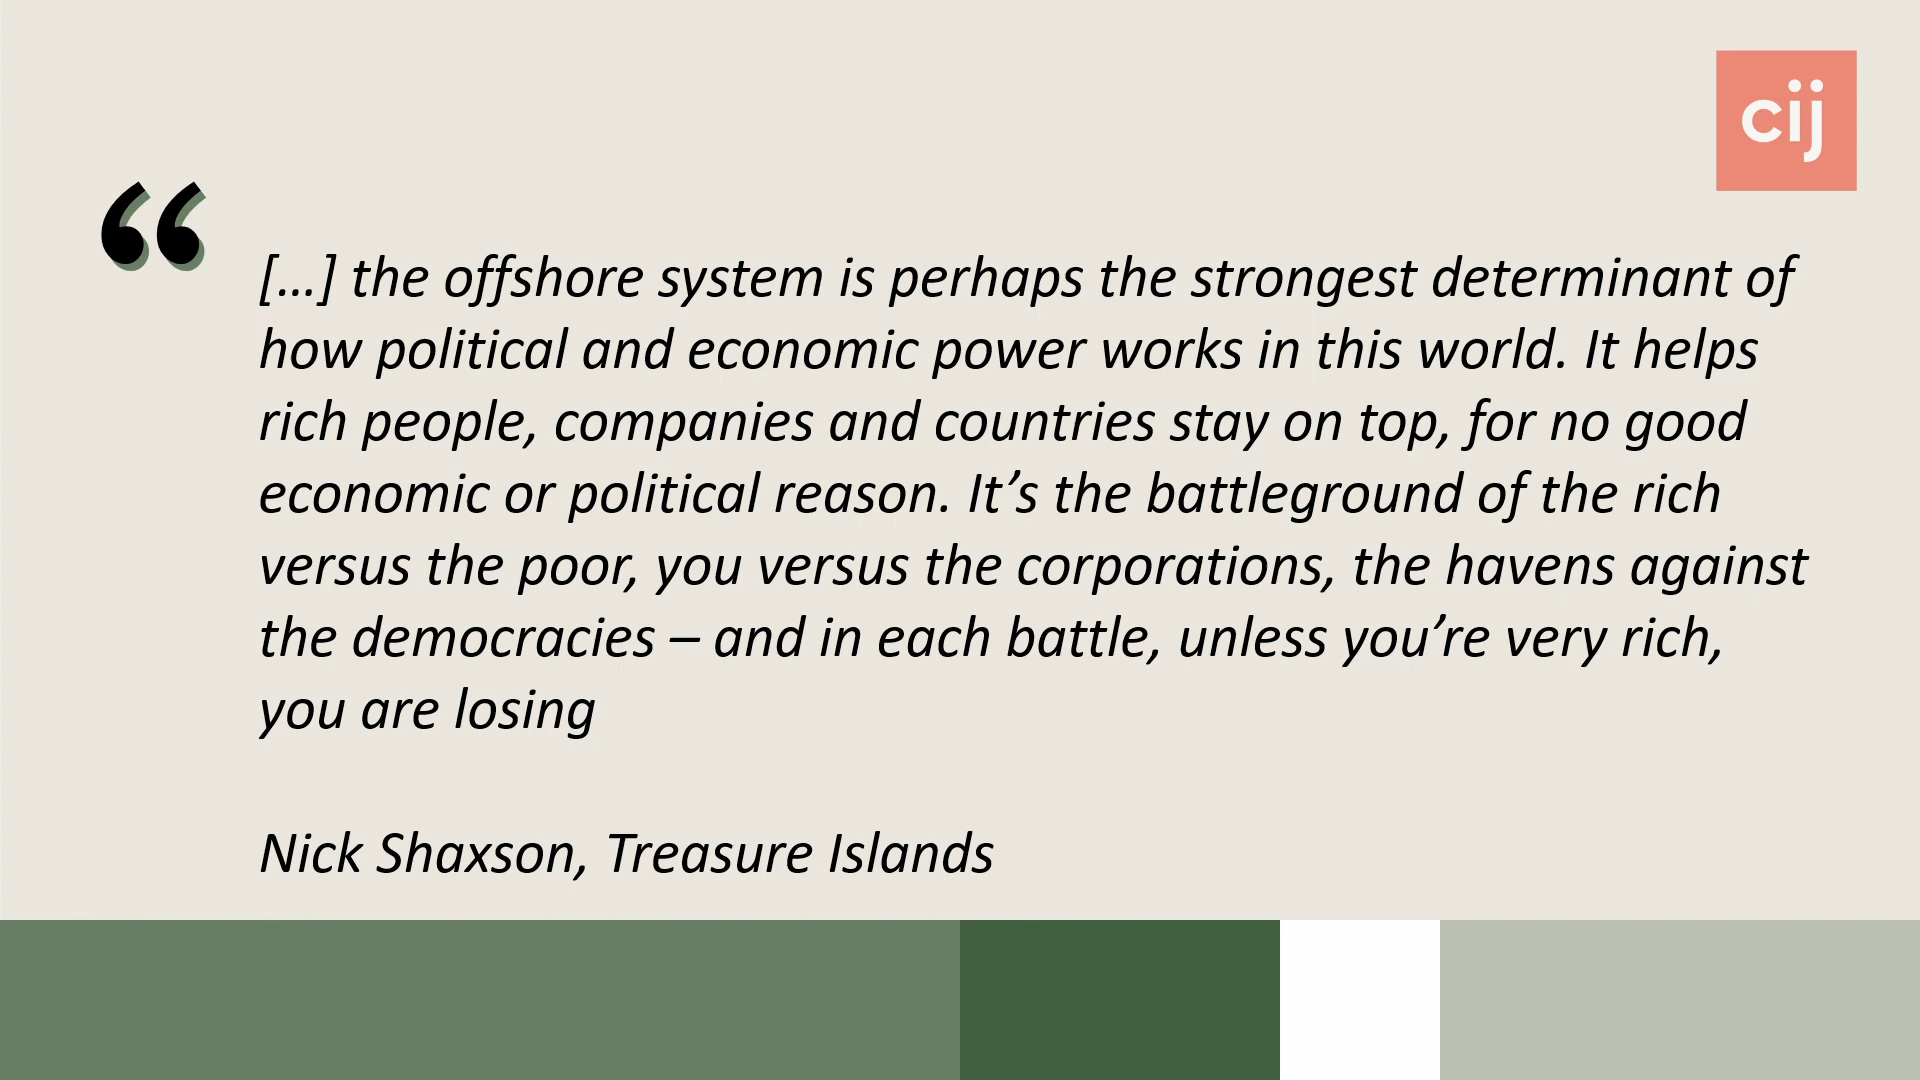 cij
“
[…] the offshore system is perhaps the strongest determinant of
how political and economic power works in this world. It helps
rich people, companies and countries stay on top, for no good
economic or political reason. It’s the battleground of the rich
versus the poor, you versus the corporations, the havens against
the democracies – and in each battle, unless you’re very rich,
you are losing
Nick Shaxson, Treasure Islands